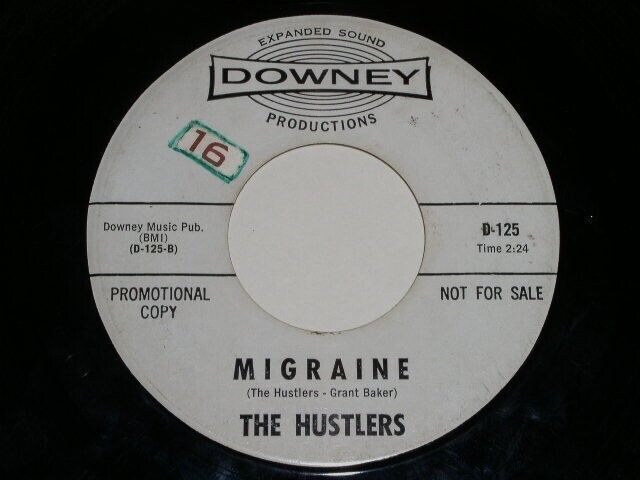 EXPANDED SOUND
DOWNEY
PRODUCTIONS
16
Downey Music Pub.
(BMI)
(D-125-B)
D-125
Time 2:24
PROMOTIONAL
COPY
NOT FOR SALE
MIGRAINE
(The Hustlers - Grant Baker)
THE HUSTLERS